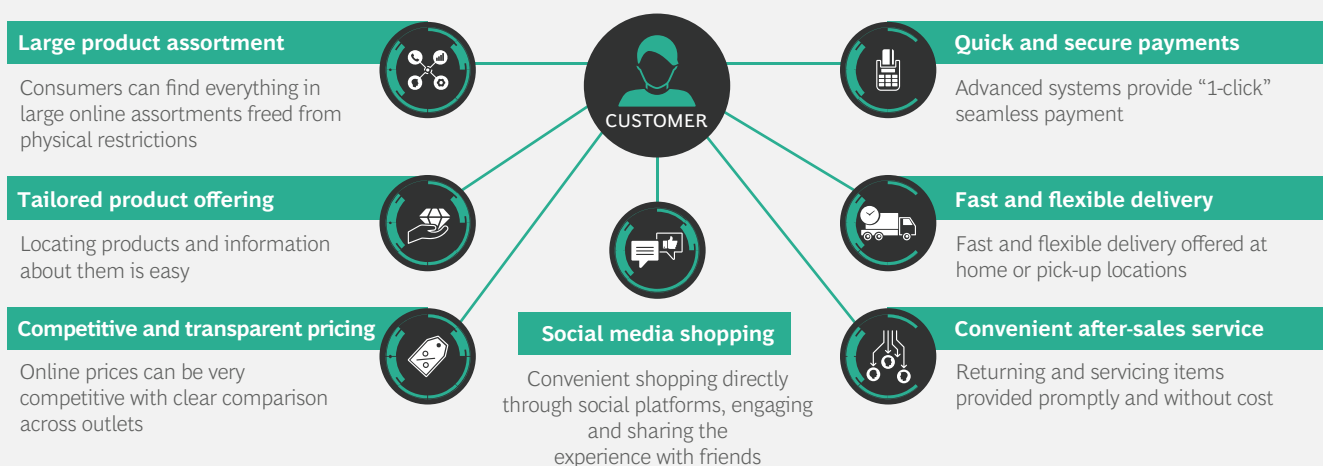 CUSTOMER
Large product assortment
Consumers can find everything in
large online assortments freed from
physical restrictions
Tailored product offering
Locating products and information
about them is easy
Competitive and transparent pricing
Online prices can be very
competitive with clear comparison
across outlets
Social media shopping
Convenient shopping directly
through social platforms, engaging
and sharing the
experience with friends
Quick and secure payments
Advanced systems provide “1-click”
seamless payment
Fast and flexible delivery
Fast and flexible delivery offered at
home or pick-up locations
Convenient after-sales service
Returning and servicing items
provided promptly and without cost